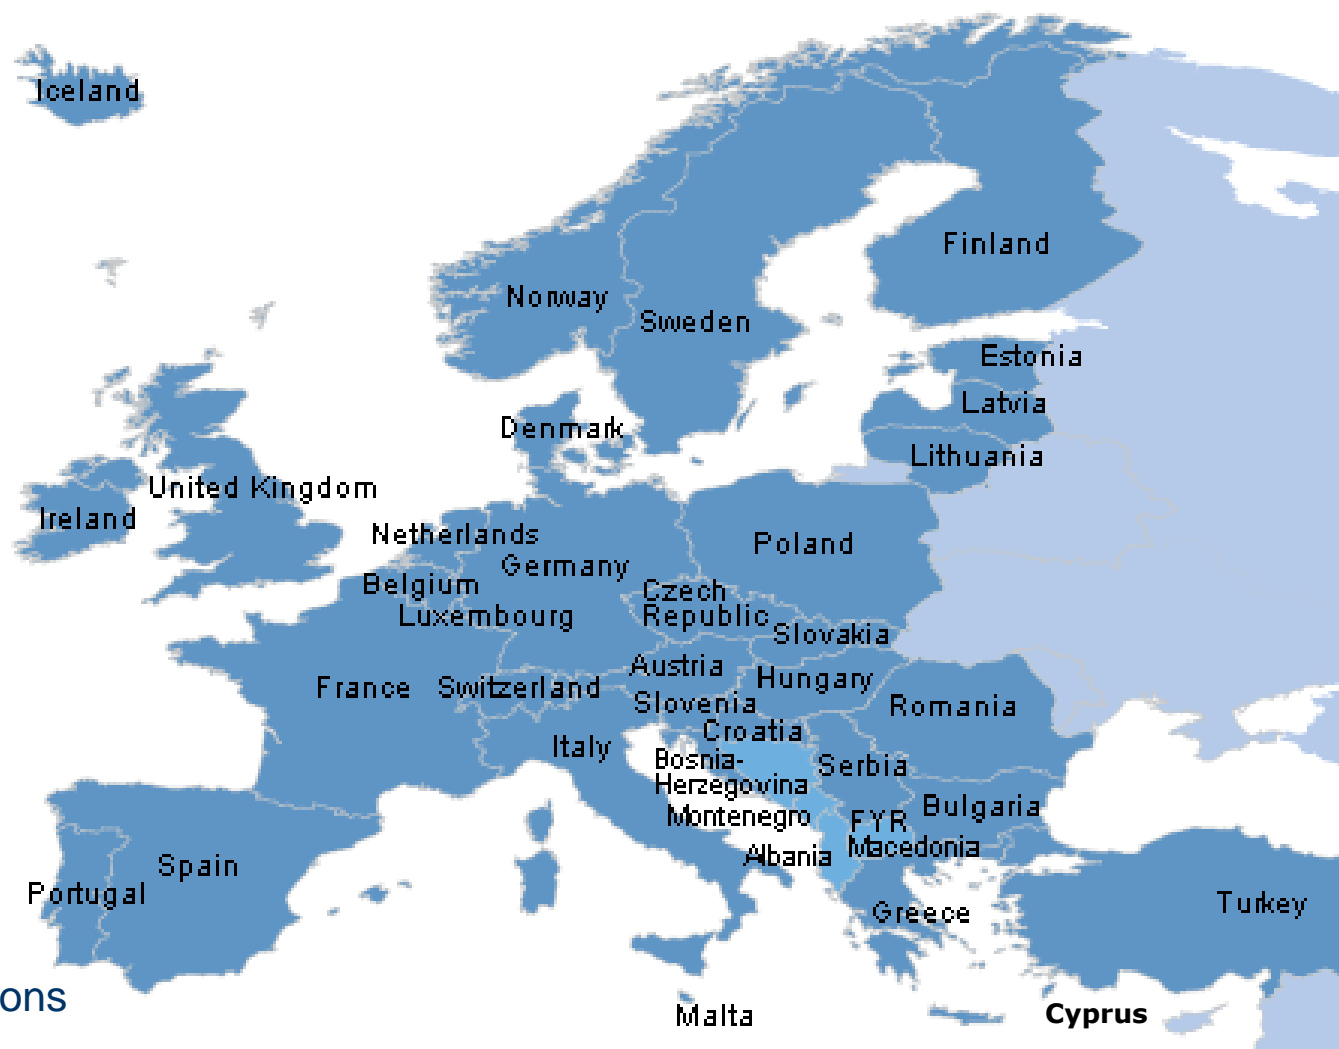 Iceland
Finland
Norway
Sweden
Estonia
Latvia
Denmark
Lithuania
United Kingdom
Ireland
Netherlands
Poland
Germany
Belgium
Czech
Republic
Luxembourg
Slovakia
Austria
Hungary
France
Switzerland
Slovenia
Romania
Croatia
Italy
Bosnia-
Herzegovina
Serbia
Montenegro
FYR
Macedonia
Bulgaria
Albania
Spain
Portugal
Turkey
Greece
ons
Malta
Cyprus